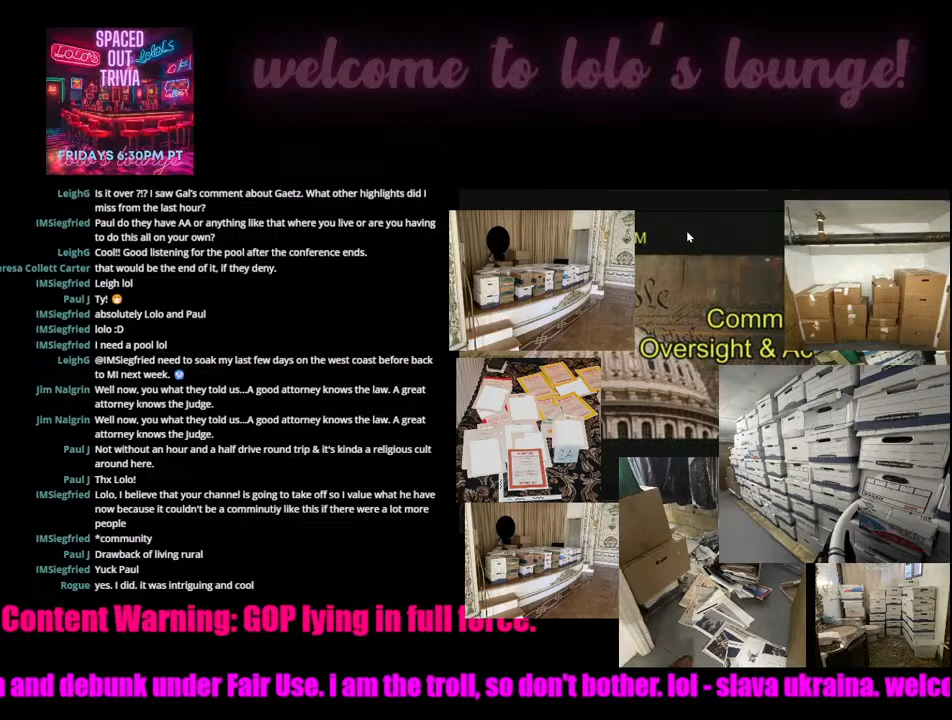 SPACED
OUT
TRIVIA
LOLO'S
FRIDAYS 6:30PM PT
lolo's lounge
welcome to lolo's lounge!
LeighG Is it over ?!? I saw Gal's comment about Gaetz. What other highlights did I
miss from the last hour?
IMSiegfried Paul do they have AA or anything like that where you live or are you having
to do this all on your own?
LeighG Cool!! Good listening for the pool after the conference ends.
eresa Collett Carter that would be the end of it, if they deny.
IMSiegfried Leigh lol
Paul J Ty! 😁
IMSiegfried absolutely Lolo and Paul
IMSiegfried lolo :D
IMSiegfried I need a pool lol
LeighG @IMSiegfried need to soak my last few days on the west coast before back
to MI next week.
Jim Nalgrin Well now, you what they told us...A good attorney knows the law. A great
attorney knows the Judge.
Jim Nalgrin Well now, you what they told us...A good attorney knows the law. A great
attorney knows the Judge.
Paul J Not without an hour and a half drive round trip & it's kinda a religious cult
around here.
Paul J Thx Lolo!
IMSiegfried Lolo, I believe that your channel is going to take off so I value what he have
now because it couldn't be a comminutiy like this if there were a lot more
people
IMSiegfried *community
Paul J Drawback of living rural
IMSiegfried Yuck Paul
Rogue yes. I did. it was intriguing and cool
M
Comm
Oversight & Ac
2A
Content Warning: GOP lying in full force.
and debunk under Fair Use. i am the troll, so don't bother. lol - slava ukraina. welco